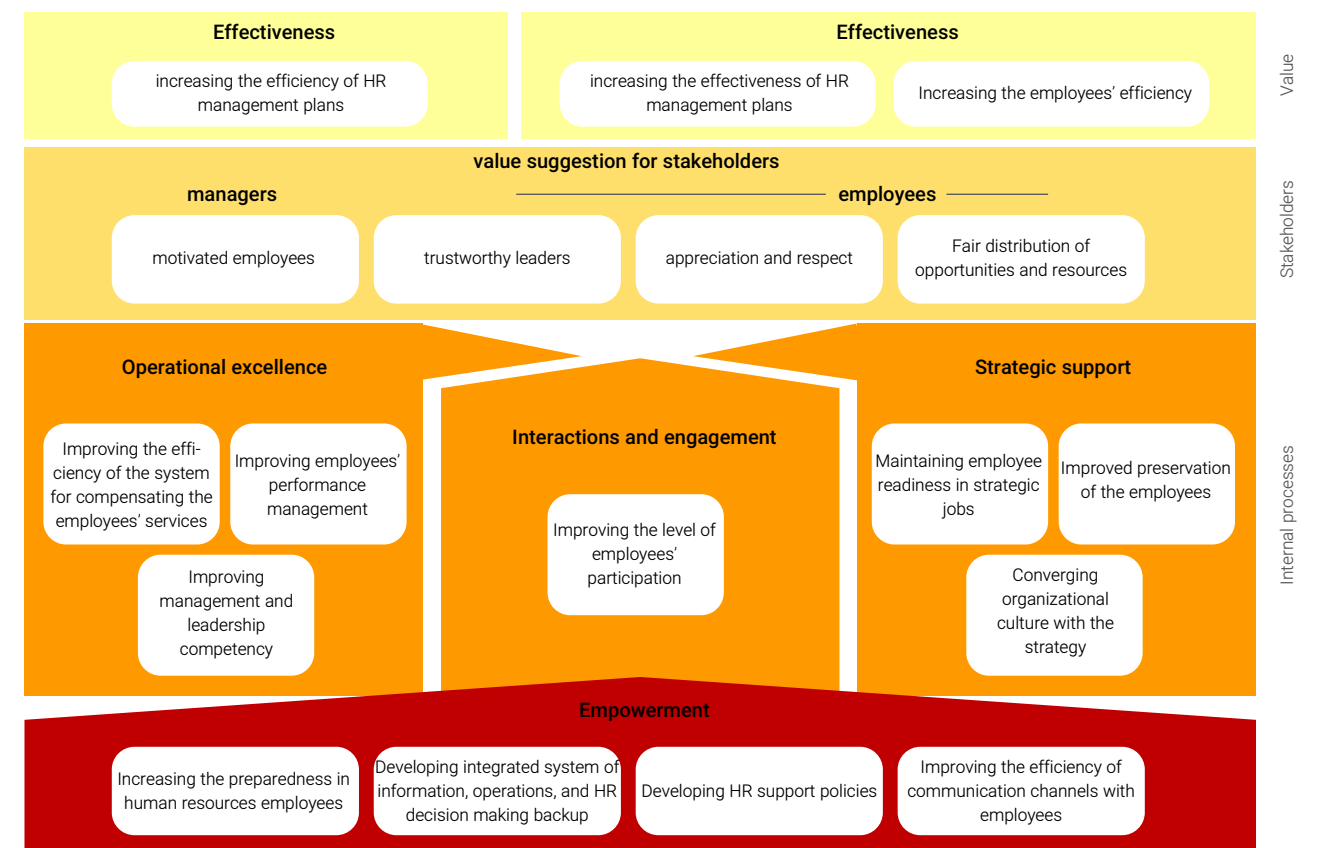 Effectiveness
increasing the efficiency of HR
management plans
Effectiveness
increasing the effectiveness of HR
management plans
Increasing the employees’ efficiency
Value
value suggestion for stakeholders
managers
employees
motivated employees
trustworthy leaders
appreciation and respect
Fair distribution of
opportunities and resources
Stakeholders
Operational excellence
Improving the effi-
ciency of the system
for compensating the
employees’ services
Improving employees’
performance
management
Improving
management and
leadership
competency
Interactions and engagement
Improving the level of
employees’
participation
Strategic support
Maintaining employee
readiness in strategic
jobs
Improved preservation
of the employees
Converging
organizational
culture with the
strategy
Internal processes
Empowerment
Increasing the preparedness in
human resources employees
Developing integrated system of
information, operations, and HR
decision making backup
Developing HR support policies
Improving the efficiency of
communication channels with
employees